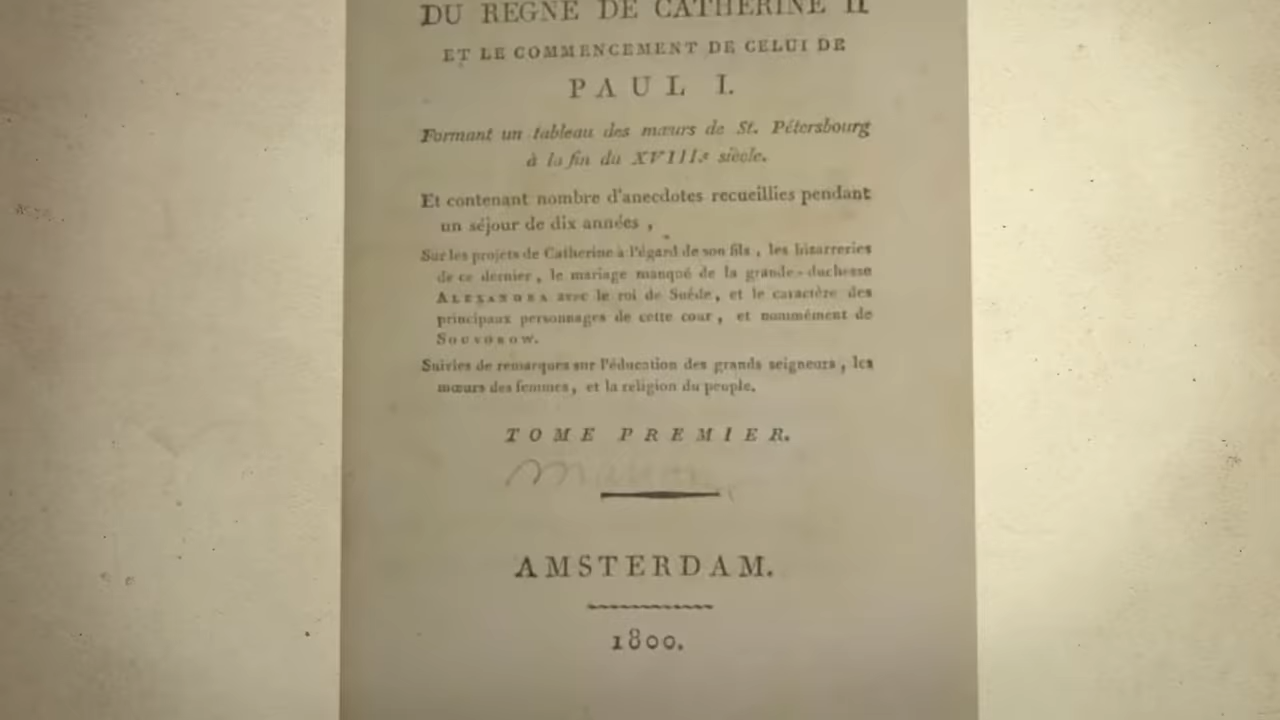 DU REGNE DE CATHERINE II
ET LE COMMENCEMENT DE CELUI DE
PAUL I.
Formant un tableau des mœurs de St. Pétersbourg
à la fin du XVIIIe siècle.
Et contenant nombre d'anecdotes recueillies pendant
un séjour de dix années,
Sur les projets de Catherine à l'égard de son fils, les bizarreries
de ce dernier, le mariage manqué de la grande-duchesse
ALEXANDRA avec le roi de Suéde, et le caractère des
principaux personnages de cette cour, et nommément de
SOUVOROW.
Suivies de remarques sur l'éducation des grands seigneurs, les
mœurs des femmes, et la religion du peuple.
TOME PREMIER.
AMSTERDAM.
1800.